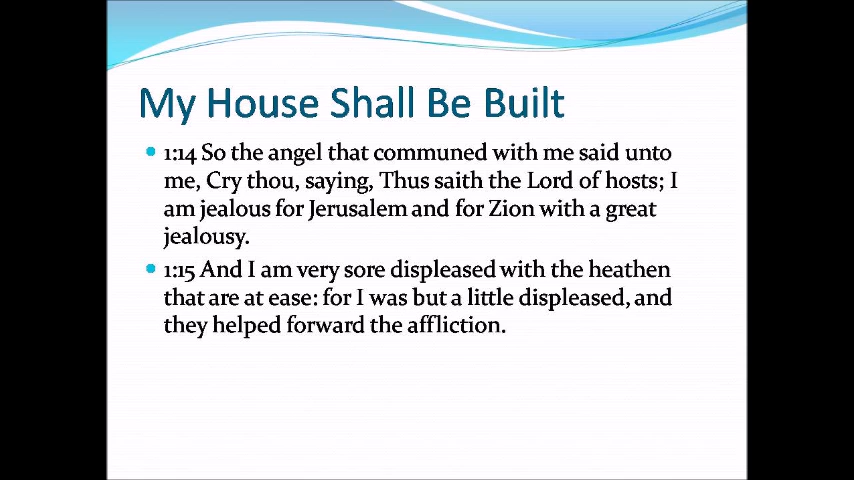 My House Shall Be Built
• 1:14 So the angel that communed with me said unto
me, Cry thou, saying, Thus saith the Lord of hosts; I
am jealous for Jerusalem and for Zion with a great
jealousy.
• 1:15 And I am very sore displeased with the heathen
that are at ease: for I was but a little displeased, and
they helped forward the affliction.